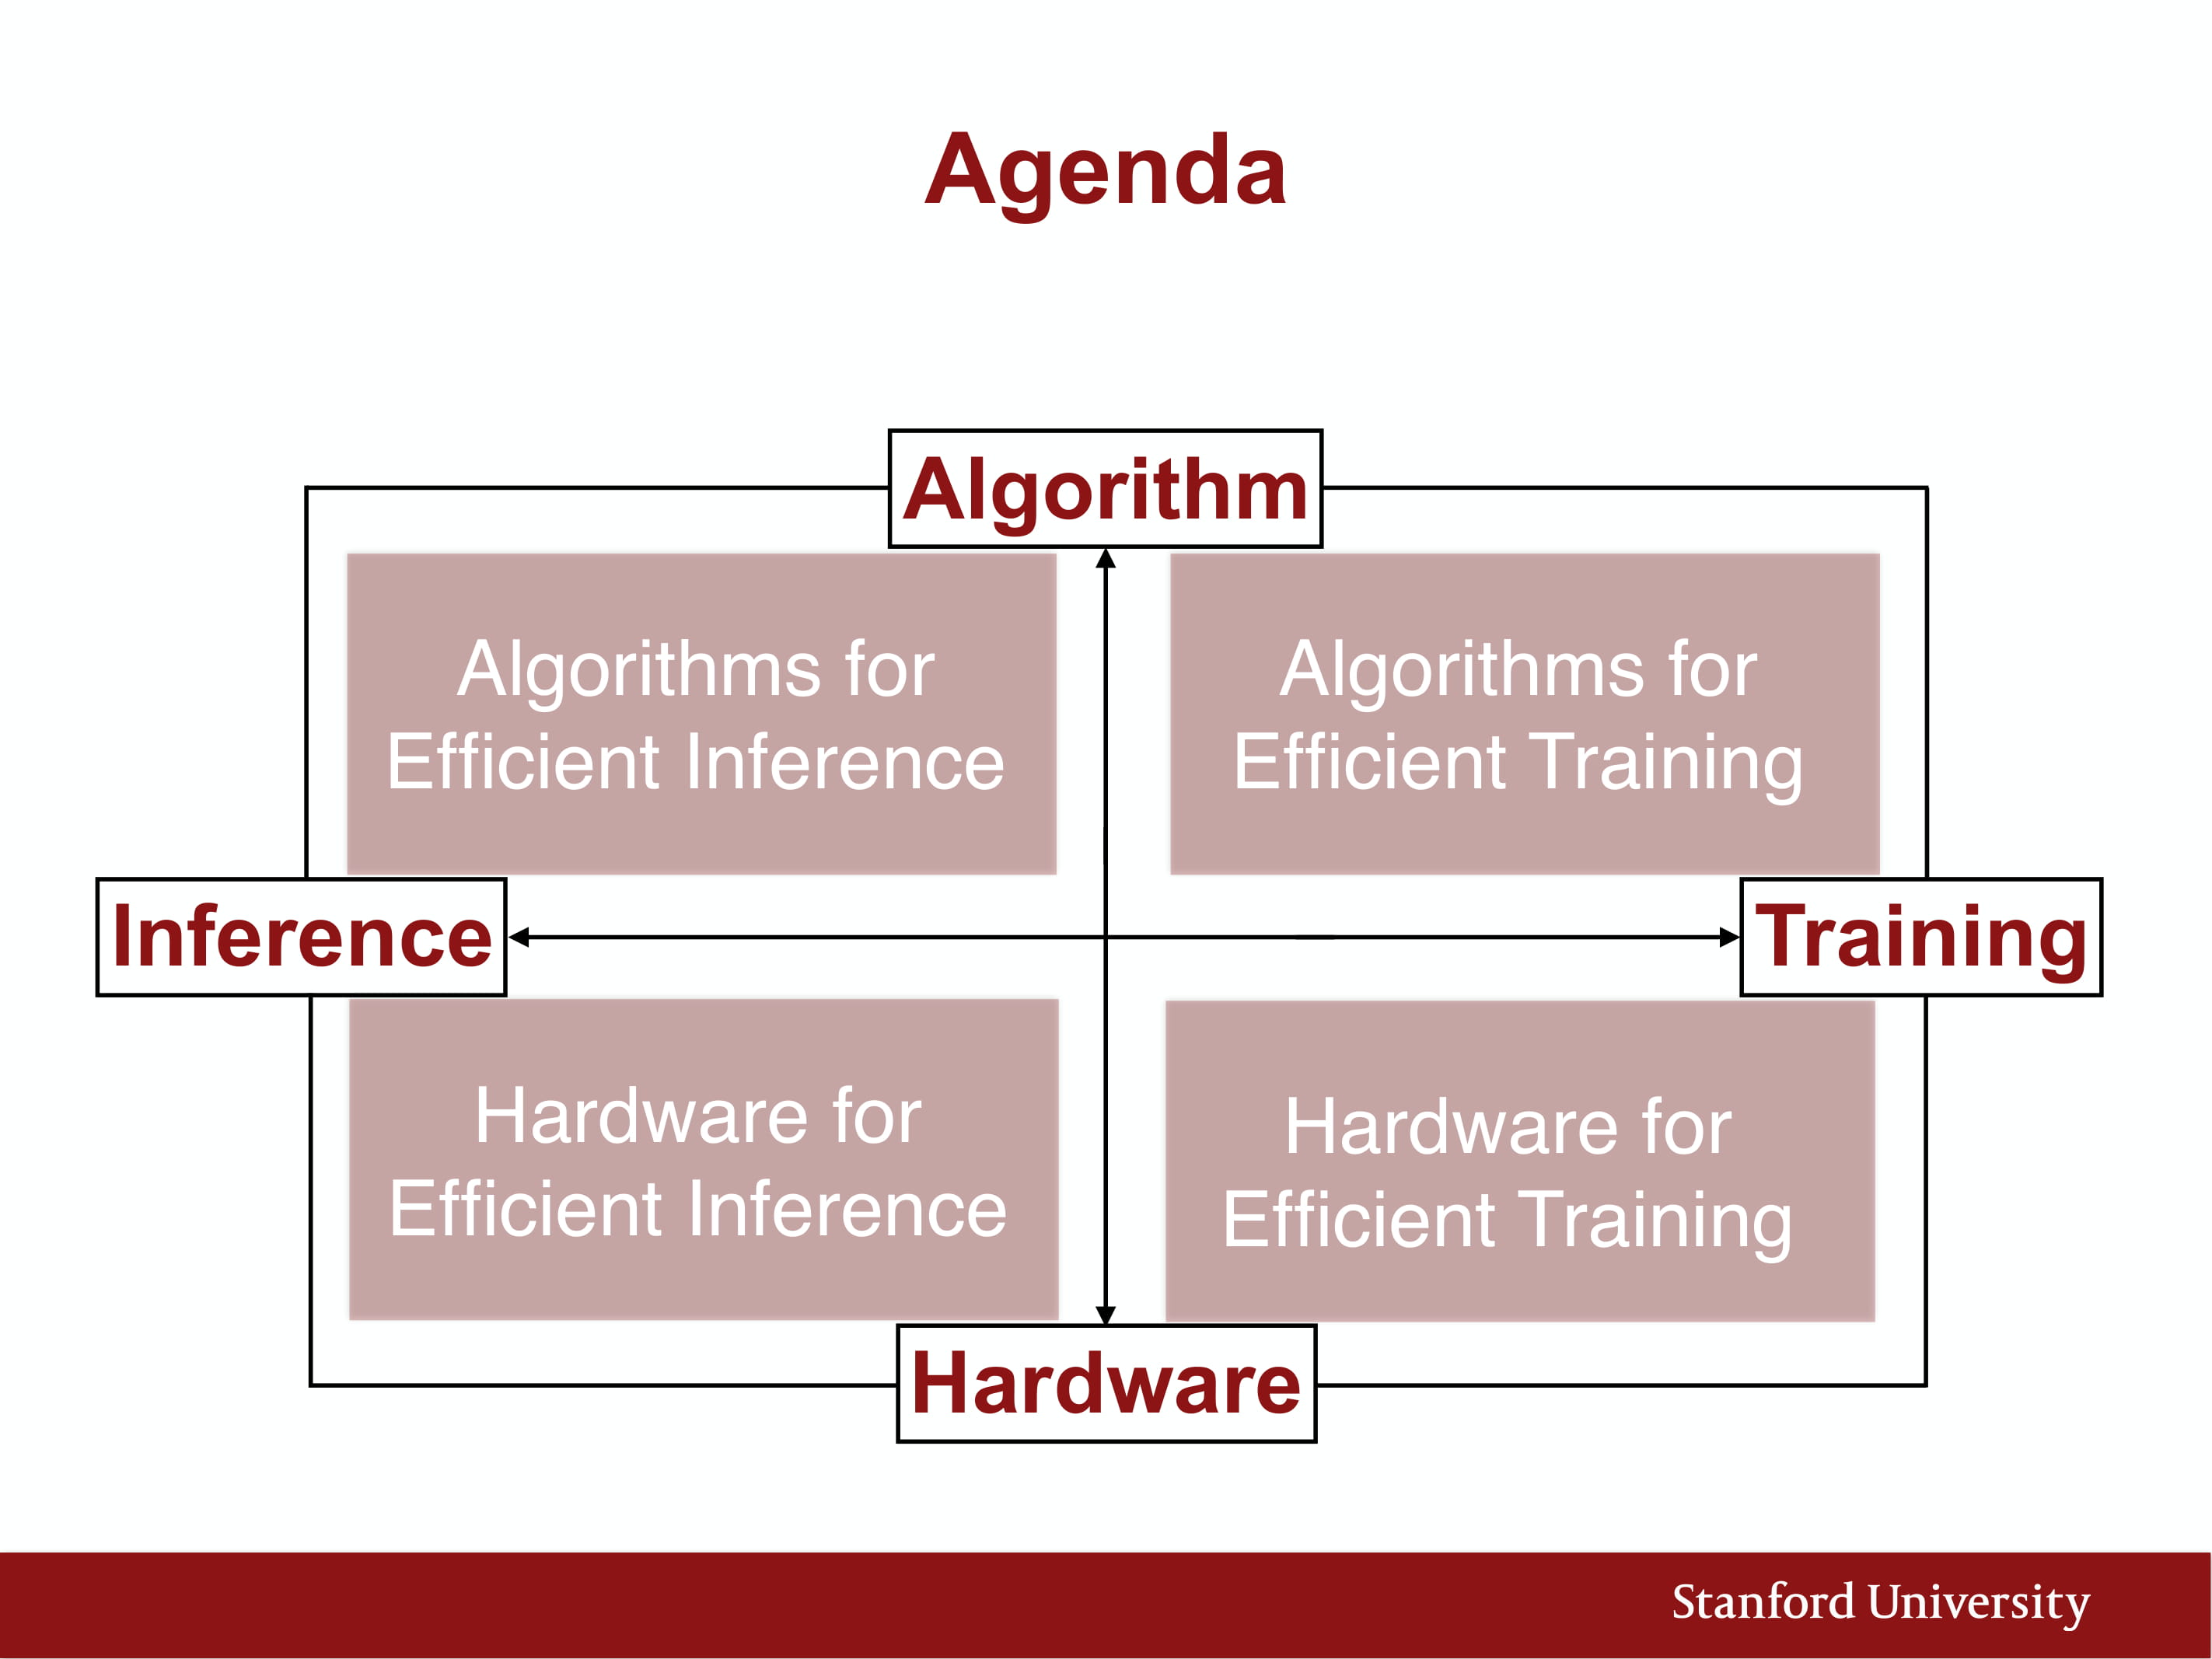 Agenda
Algorithm
Algorithms for
Efficient Inference
Algorithms for
Efficient Training
Inference
Training
Hardware for
Efficient Inference
Hardware for
Efficient Training
Hardware
Stanford University